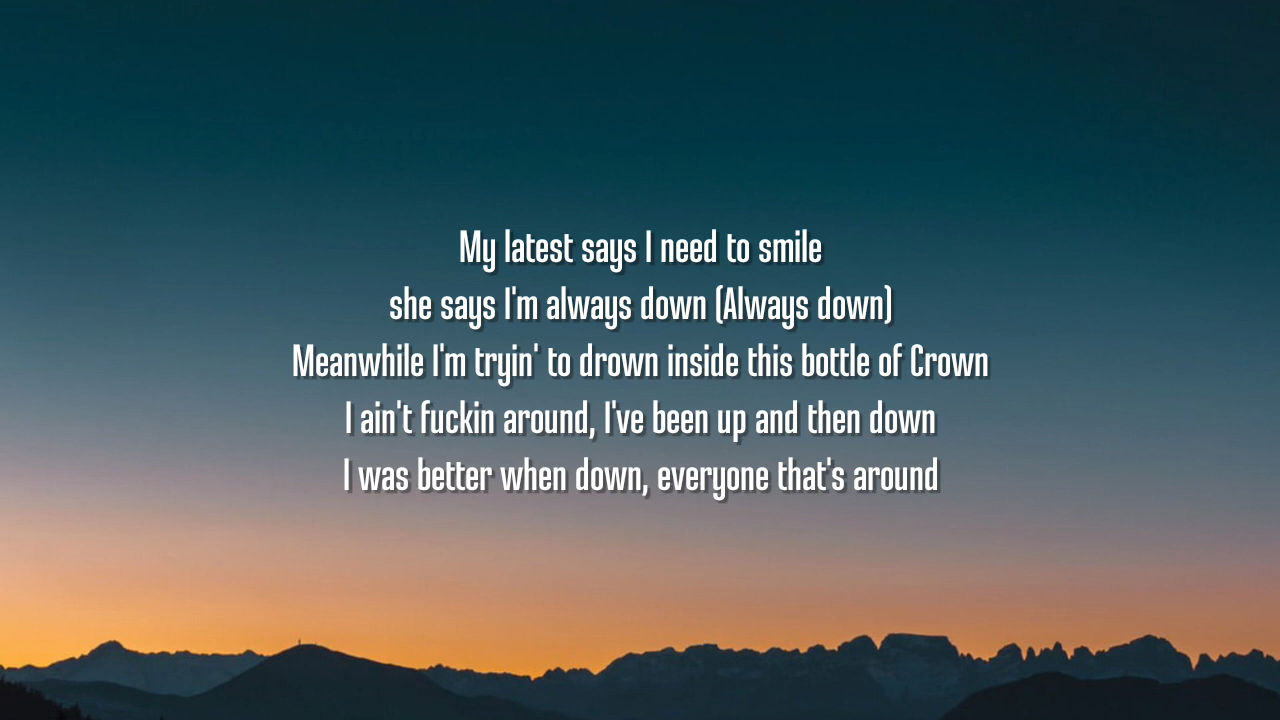 My latest says I need to smile
she says I'm always down (Always down)
Meanwhile I'm tryin' to drown inside this bottle of Crown
I ain't fuckin around, I've been up and then down
I was better when down, everyone that's around